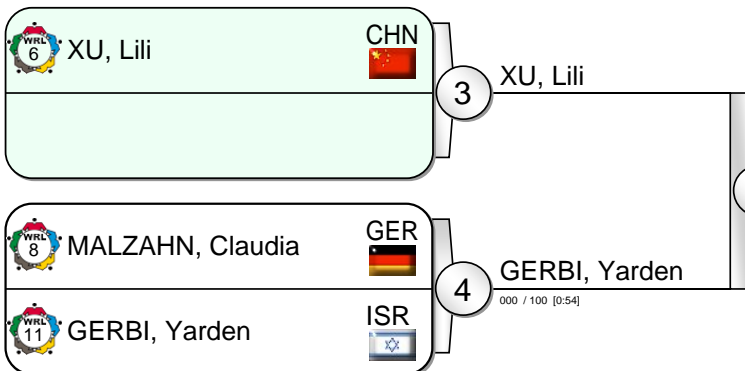 WRL
6
XU, Lili
CHN
3
XU, Lili
WRL
8
MALZAHN, Claudia
GER
4
GERBI, Yarden
000 / 100 [0:54]
WRL
11
GERBI, Yarden
ISR